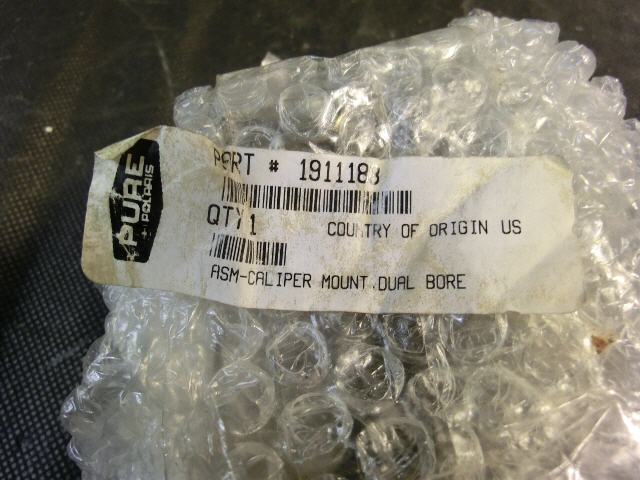 PURE
POLARIS
PART # 1911183
QTY 1 COUNTRY OF ORIGIN US
ASM-CALIPER MOUNT,DUAL BORE